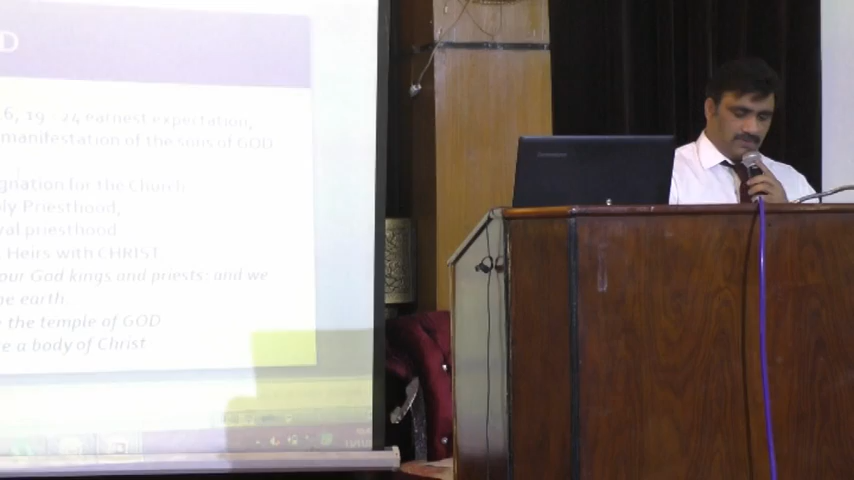 D
6, 19 - 24 earnest expectation,
manifestation of the sons of GOD
gnation for the Church
ly Priesthood,
yal priesthood
Heirs with CHRIST
our God kings and priests: and we
he earth
the temple of GOD
e a body of Christ